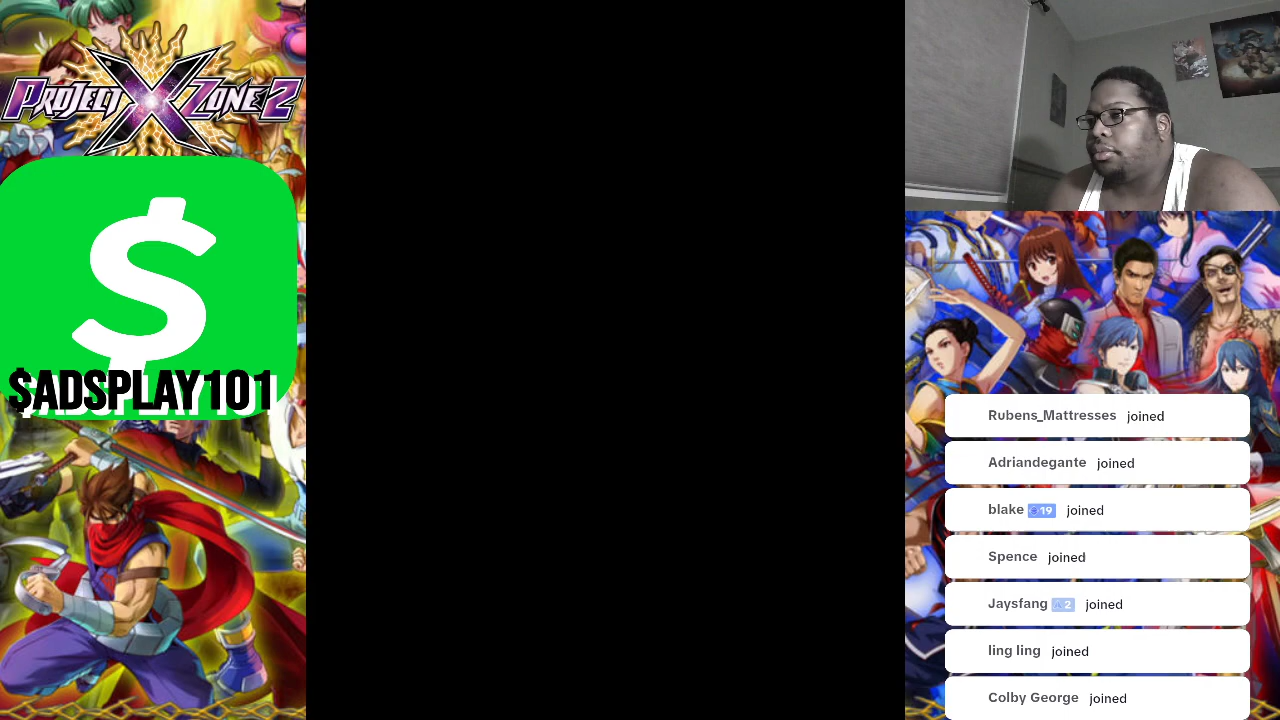 PROJECT X ZONE 2
$
$ADSPLAY101
Rubens_Mattresses joined
Adriandegante joined
blake 19 joined
Spence joined
Jaysfang 2 joined
ling ling joined
Colby George joined